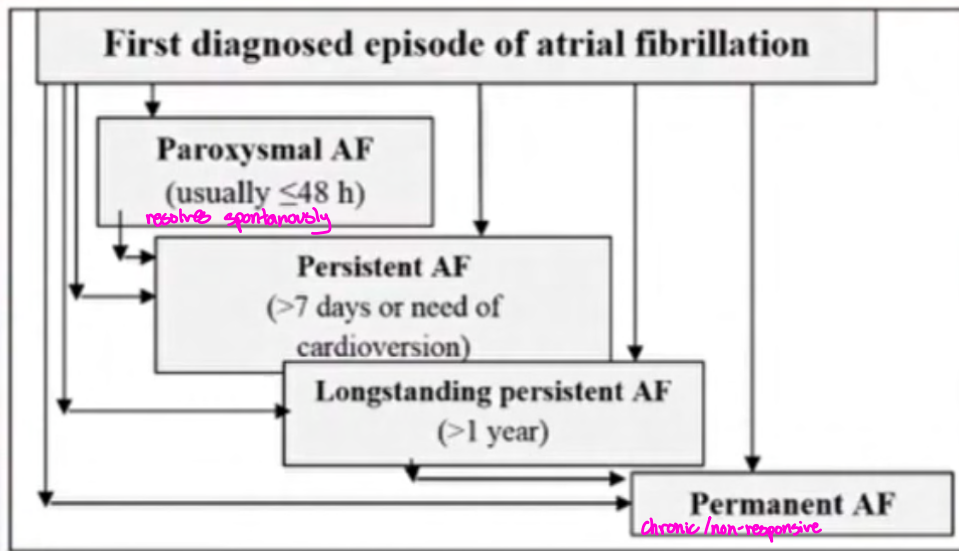 First diagnosed episode of atrial fibrillation
Paroxysmal AF
(usually ≤48 h)
resolves spontanously
Persistent AF
(>7 days or need of
cardioversion)
Longstanding persistent AF
(>1 year)
Permanent AF
chronic/non-responsive